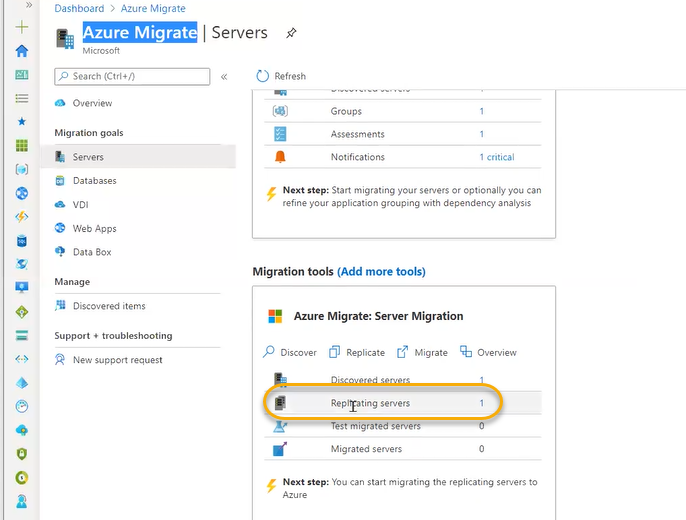 Dashboard > Azure Migrate
Azure Migrate | Servers
Microsoft
Search (Ctrl+/)
Refresh
Overview
Migration goals
Servers
Databases
VDI
Web Apps
Data Box
Manage
Discovered items
Support + troubleshooting
New support request
Discovered servers
Groups 1
Assessments 1
Notifications 1 critical
Next step: Start migrating your servers or optionally you can
refine your application grouping with dependency analysis
Migration tools (Add more tools)
Azure Migrate: Server Migration
Discover Replicate Migrate Overview
Discovered servers 1
Replicating servers 1
Test migrated servers 0
Migrated servers 0
Next step: You can start migrating the replicating servers to
Azure